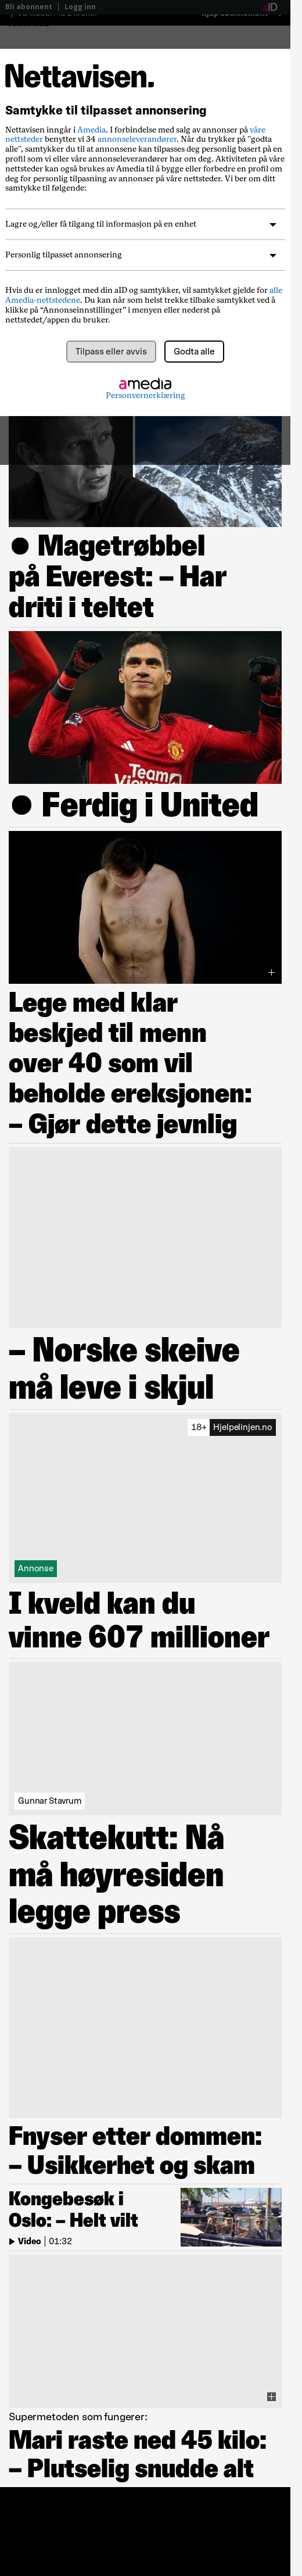 Bli abonnent | Logg inn
aID
Nettavisen.
Samtykke til tilpasset annonsering
Nettavisen inngår i Amedia. I forbindelse med salg av annonser på våre
nettsteder benytter vi 34 annonseleverandører. Når du trykker på "godta
alle", samtykker du til at annonsene kan tilpasses deg personlig basert på en
profil som vi eller våre annonseleverandører har om deg. Aktiviteten på våre
nettsteder kan også brukes av Amedia til å bygge eller forbedre en profil om
deg for personlig tilpasning av annonser på våre nettsteder. Vi ber om ditt
samtykke til følgende:
Lagre og/eller få tilgang til informasjon på en enhet
Personlig tilpasset annonsering
Hvis du er innlogget med din aID og samtykker, vil samtykket gjelde for alle
Amedia-nettstedene. Du kan når som helst trekke tilbake samtykket ved å
klikke på “Annonseinnstillinger” i menyen eller nederst på
nettstedet/appen du bruker.
Tilpass eller avvis
Godta alle
amedia
Personvernerklæring
● Magetrøbbel
på Everest: – Har
driti i teltet
● Ferdig i United
Lege med klar
beskjed til menn
over 40 som vil
beholde ereksjonen:
– Gjør dette jevnlig
– Norske skeive
må leve i skjul
18+ Hjelpelinjen.no
Annonse
I kveld kan du
vinne 607 millioner
Gunnar Stavrum
Skattekutt: Nå
må høyresiden
legge press
Fnyser etter dommen:
– Usikkerhet og skam
Kongebesøk i
Oslo: – Helt vilt
Video | 01:32
Supermetoden som fungerer:
Mari raste ned 45 kilo:
– Plutselig snudde alt